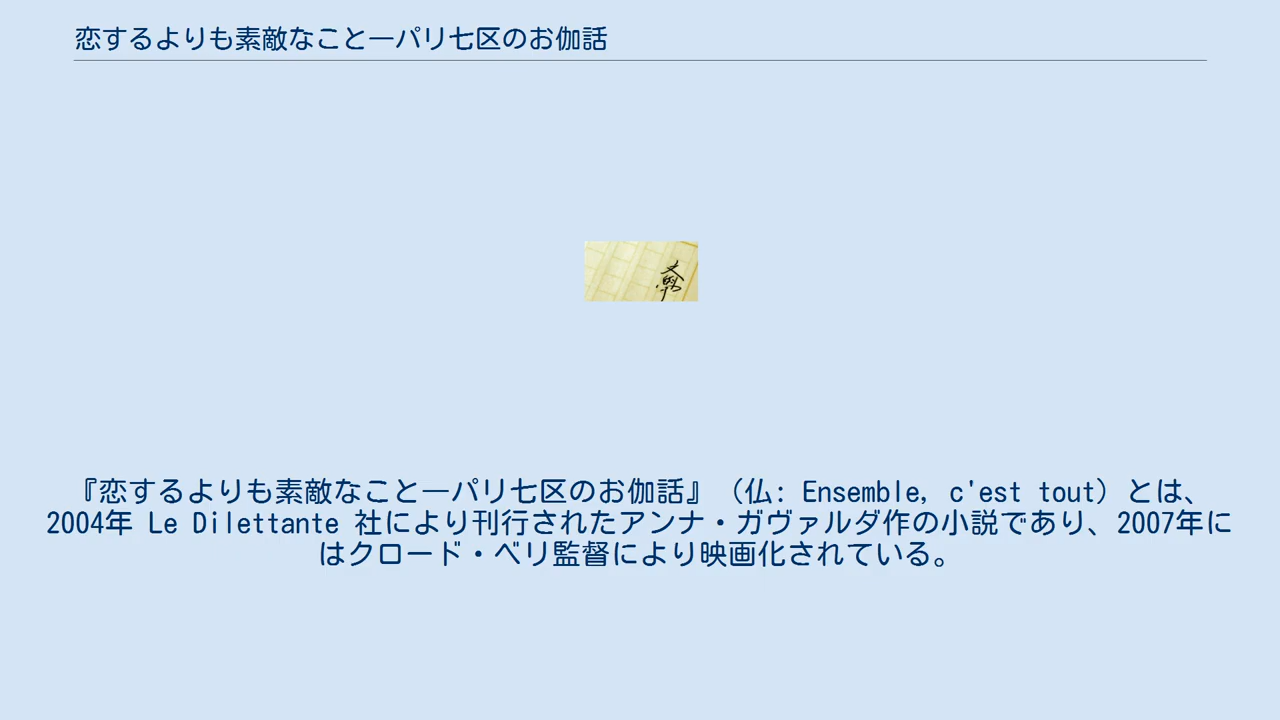 恋するよりも素敵なこと―パリ七区のお伽話
『恋するよりも素敵なこと―パリ七区のお伽話』（仏: Ensemble, c'est tout）とは、
2004年 Le Dilettante 社により刊行されたアンナ・ガヴァルダ作の小説であり、2007年に
はクロード・ベリ監督により映画化されている。